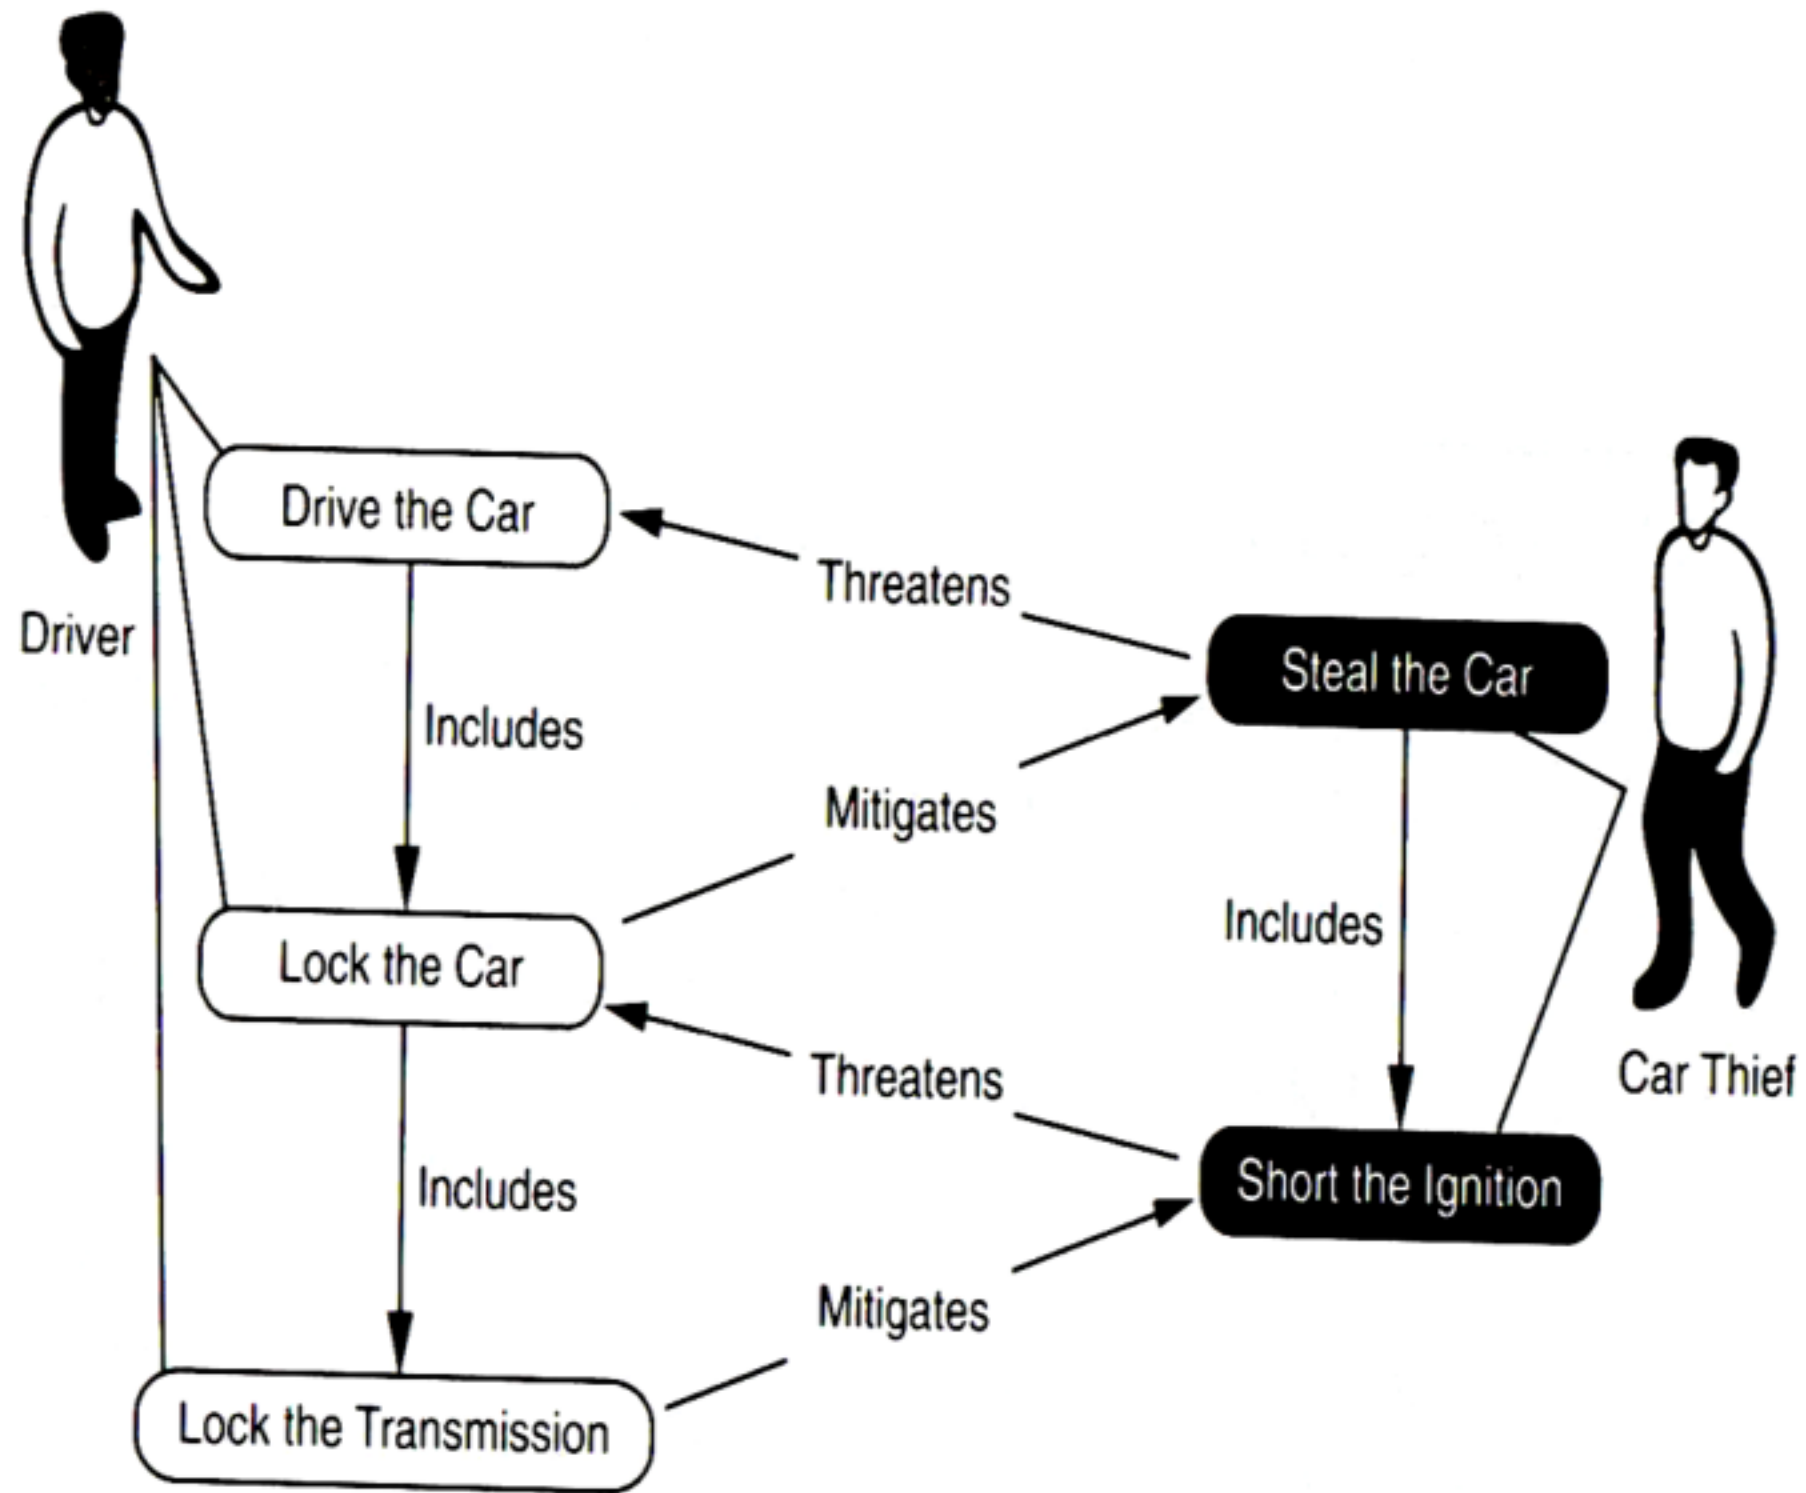 Drive the Car
Threatens
Driver
Steal the Car
Includes
Mitigates
Includes
Lock the Car
Threatens
Car Thief
Includes
Short the Ignition
Mitigates
Lock the Transmission